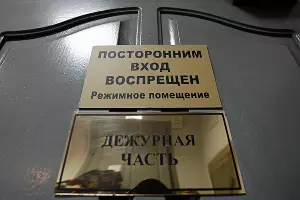 ПОСТОРОННИМ
ВХОД
ВОСПРЕЩЕН
Режимное помещение
ДЕЖУРНАЯ
ЧАСТЬ